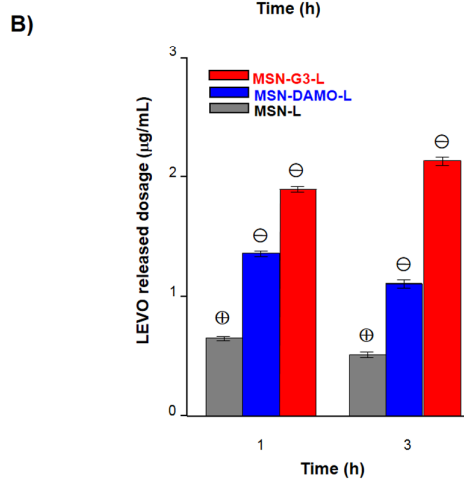 Time (h)
B)
3
MSN-G3-L
MSN-DAMO-L
MSN-L
2
1
0
LEVO released dosage (µg/mL)
⊖
⊖
⊕
⊖
⊖
⊕
1 3
Time (h)